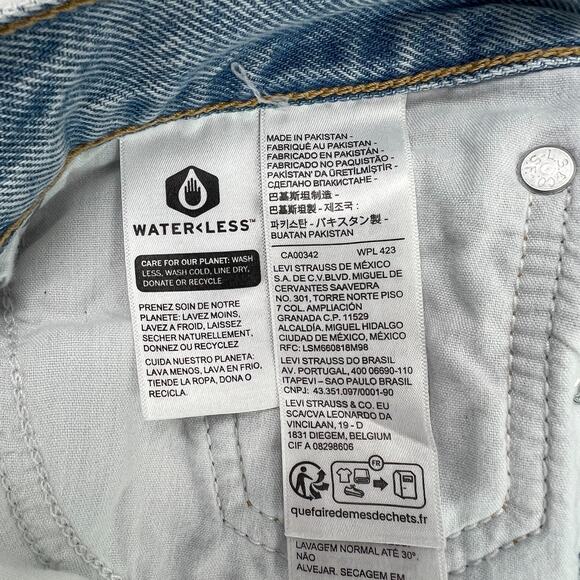 WATER<LESS™
CARE FOR OUR PLANET: WASH
LESS, WASH COLD, LINE DRY,
DONATE OR RECYCLE
PRENEZ SOIN DE NOTRE
PLANETE: LAVEZ MOINS,
LAVEZ A FROID, LAISSEZ
SECHER NATURELLEMENT,
DONNEZ OU RECYCLEZ
CUIDA NUESTRO PLANETA:
LAVA MENOS, LAVA EN FRIO,
TIENDE LA ROPA, DONA O
RECICLA.
MADE IN PAKISTAN -
FABRIQUÉ AU PAKISTAN -
FABRICADO EN PAKISTÁN -
FABRICADO NO PAQUISTÃO -
PAKİSTAN'DA ÜRETİLMİŞTİR -
СДЕЛАНО ВПАКИСТАНЕ -
巴基斯坦制造 -
巴基斯坦製 - 제조국 :
파키스탄 - パキスタン製 -
BUATAN PAKISTAN
CA00342 WPL 423
LEVI STRAUSS DE MÉXICO
S.A. DE C.V.BLVD. MIGUEL DE
CERVANTES SAAVEDRA
NO. 301, TORRE NORTE PISO
7 COL. AMPLIACIÓN
GRANADA C.P. 11529
ALCALDÍA. MIGUEL HIDALGO
CIUDAD DE MÉXICO, MÉXICO
RFC: LSM660818M98
LEVI STRAUSS DO BRASIL
AV. PORTUGAL, 400 06690-110
ITAPEVI – SAO PAULO BRASIL
CNPJ: 43.351.097/0001-90
LEVI STRAUSS & CO. EU
SCA/CVA LEONARDO DA
VINCILAAN, 19 - D
1831 DIEGEM, BELGIUM
CIF A 08298606
FR
quefairedemesdechets.fr
LAVAGEM NORMAL ATÉ 30°.
NÃO
ALVEJAR. SECAGEM EM